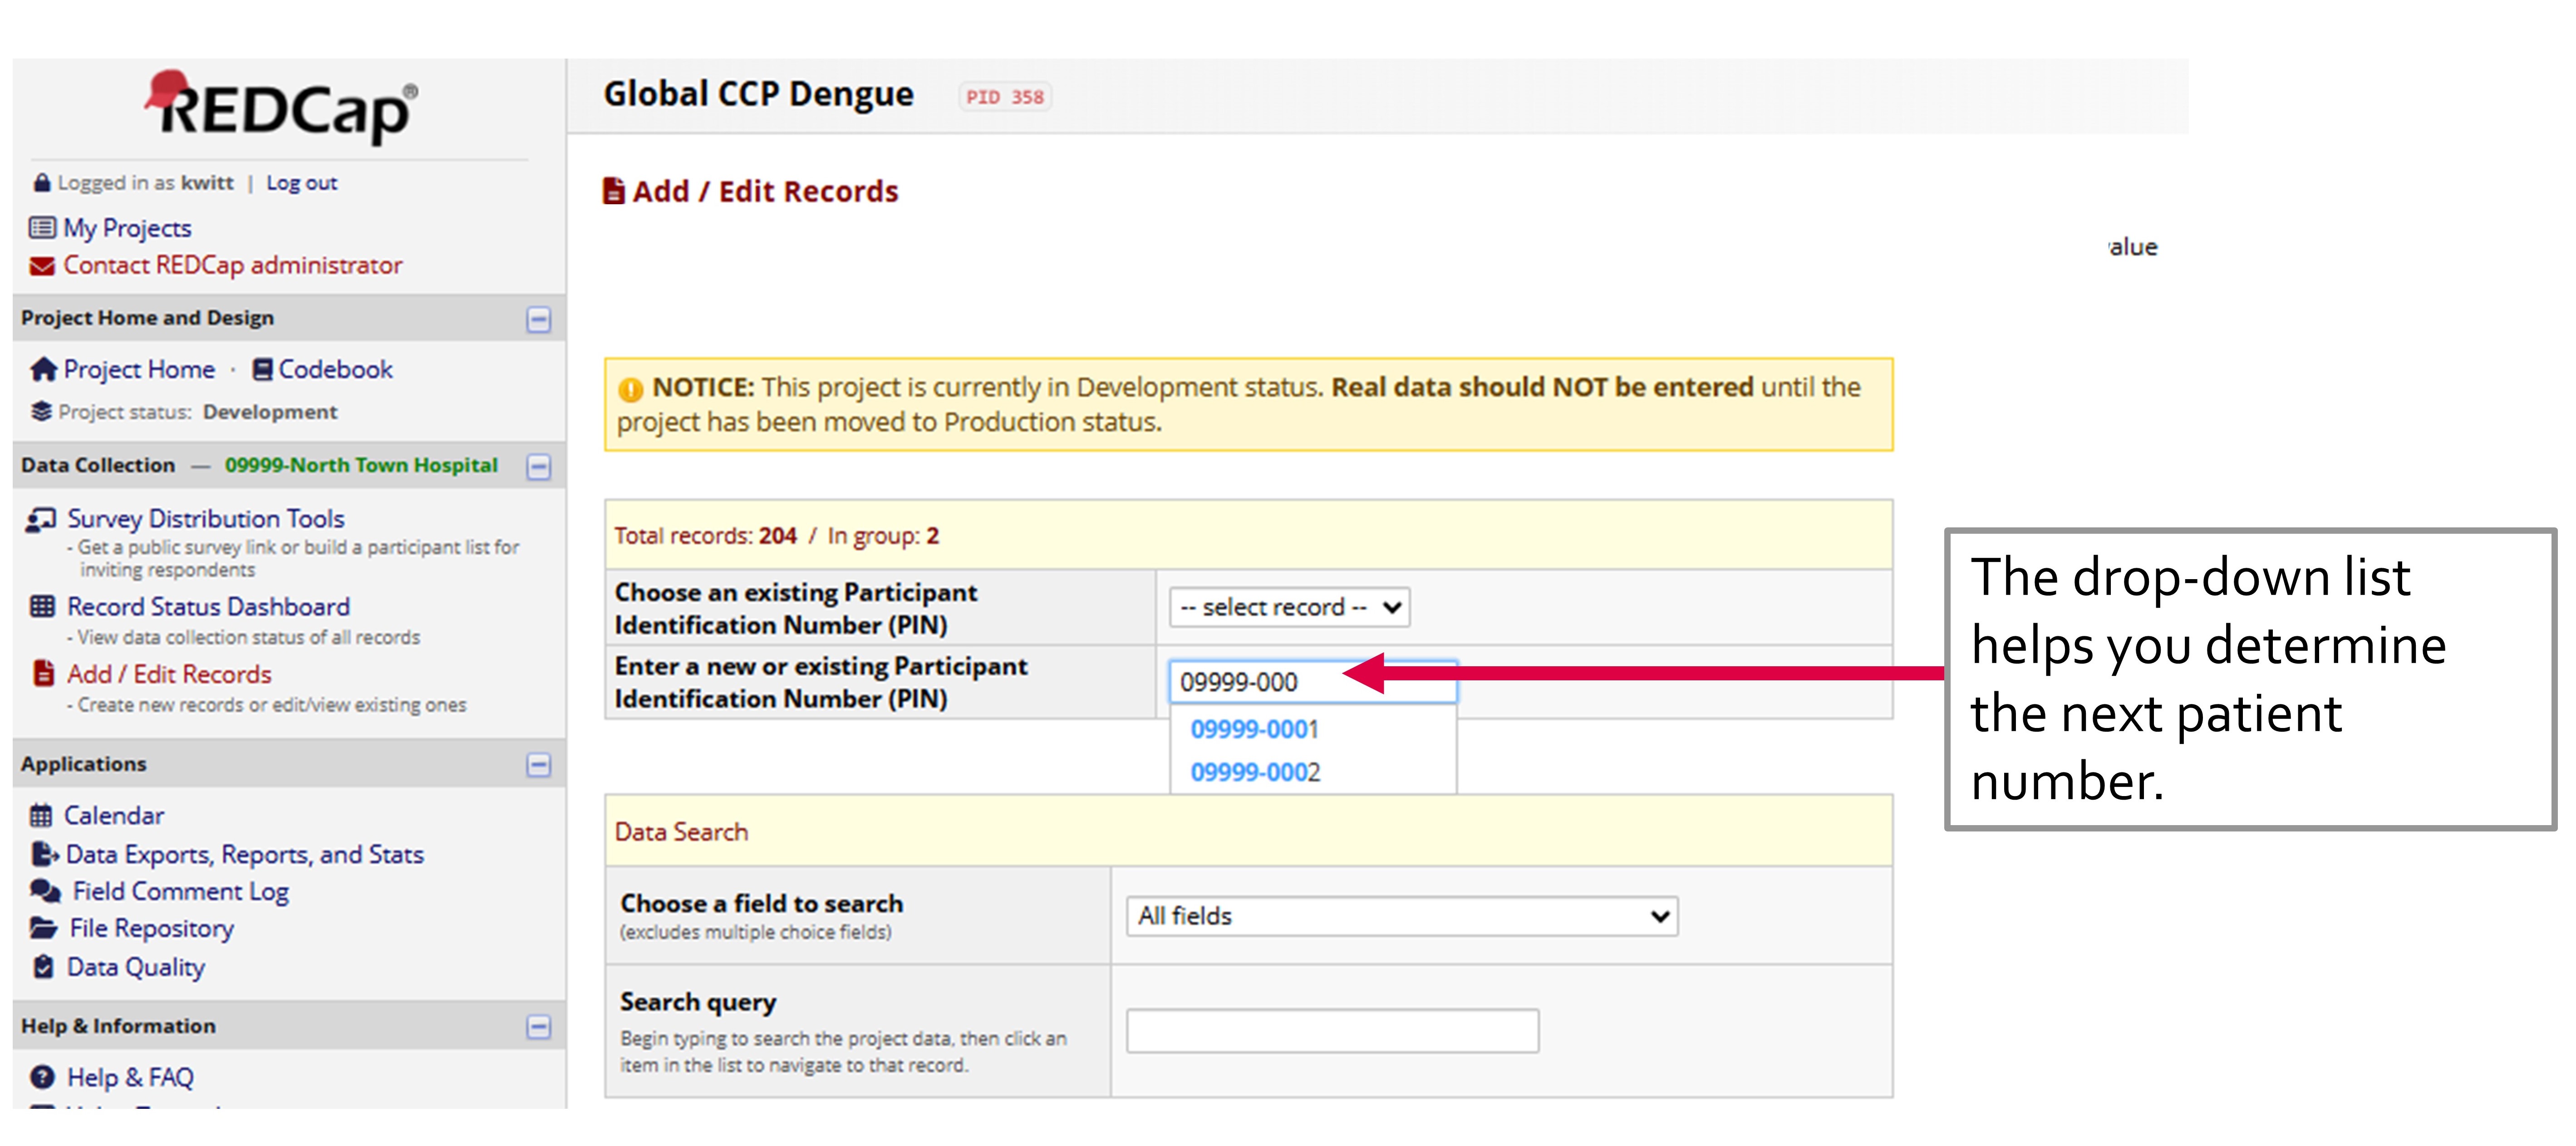 REDCap®
Logged in as kwitt | Log out
My Projects
Contact REDCap administrator
Project Home and Design
Project Home · Codebook
Project status: Development
Data Collection — 09999-North Town Hospital
Survey Distribution Tools
- Get a public survey link or build a participant list for
inviting respondents
Record Status Dashboard
- View data collection status of all records
Add / Edit Records
- Create new records or edit/view existing ones
Applications
Calendar
Data Exports, Reports, and Stats
Field Comment Log
File Repository
Data Quality
Help & Information
Help & FAQ
Global CCP Dengue PID 358
Add / Edit Records
alue
NOTICE: This project is currently in Development status. Real data should NOT be entered until the
project has been moved to Production status.
Total records: 204 / In group: 2
Choose an existing Participant
Identification Number (PIN)
-- select record --
Enter a new or existing Participant
Identification Number (PIN)
09999-000
09999-0001
09999-0002
Data Search
Choose a field to search
(excludes multiple choice fields)
All fields
Search query
Begin typing to search the project data, then click an
item in the list to navigate to that record.
The drop-down list
helps you determine
the next patient
number.